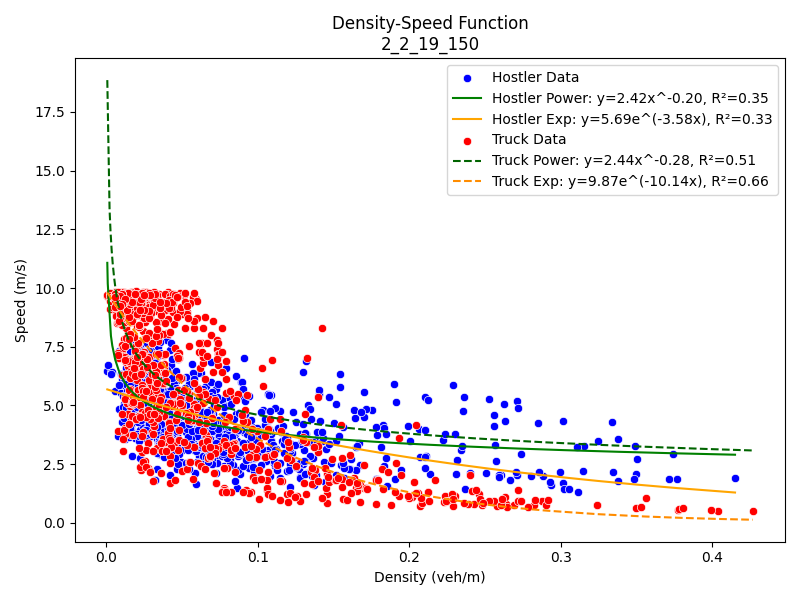 Density-Speed Function
2_2_19_150
Hostler Data
Hostler Power: y=2.42x^-0.20, R²=0.35
Hostler Exp: y=5.69e^(-3.58x), R²=0.33
Truck Data
Truck Power: y=2.44x^-0.28, R²=0.51
Truck Exp: y=9.87e^(-10.14x), R²=0.66
Speed (m/s)
17.5
15.0
12.5
10.0
7.5
5.0
2.5
0.0
0.0 0.1 0.2 0.3 0.4
Density (veh/m)